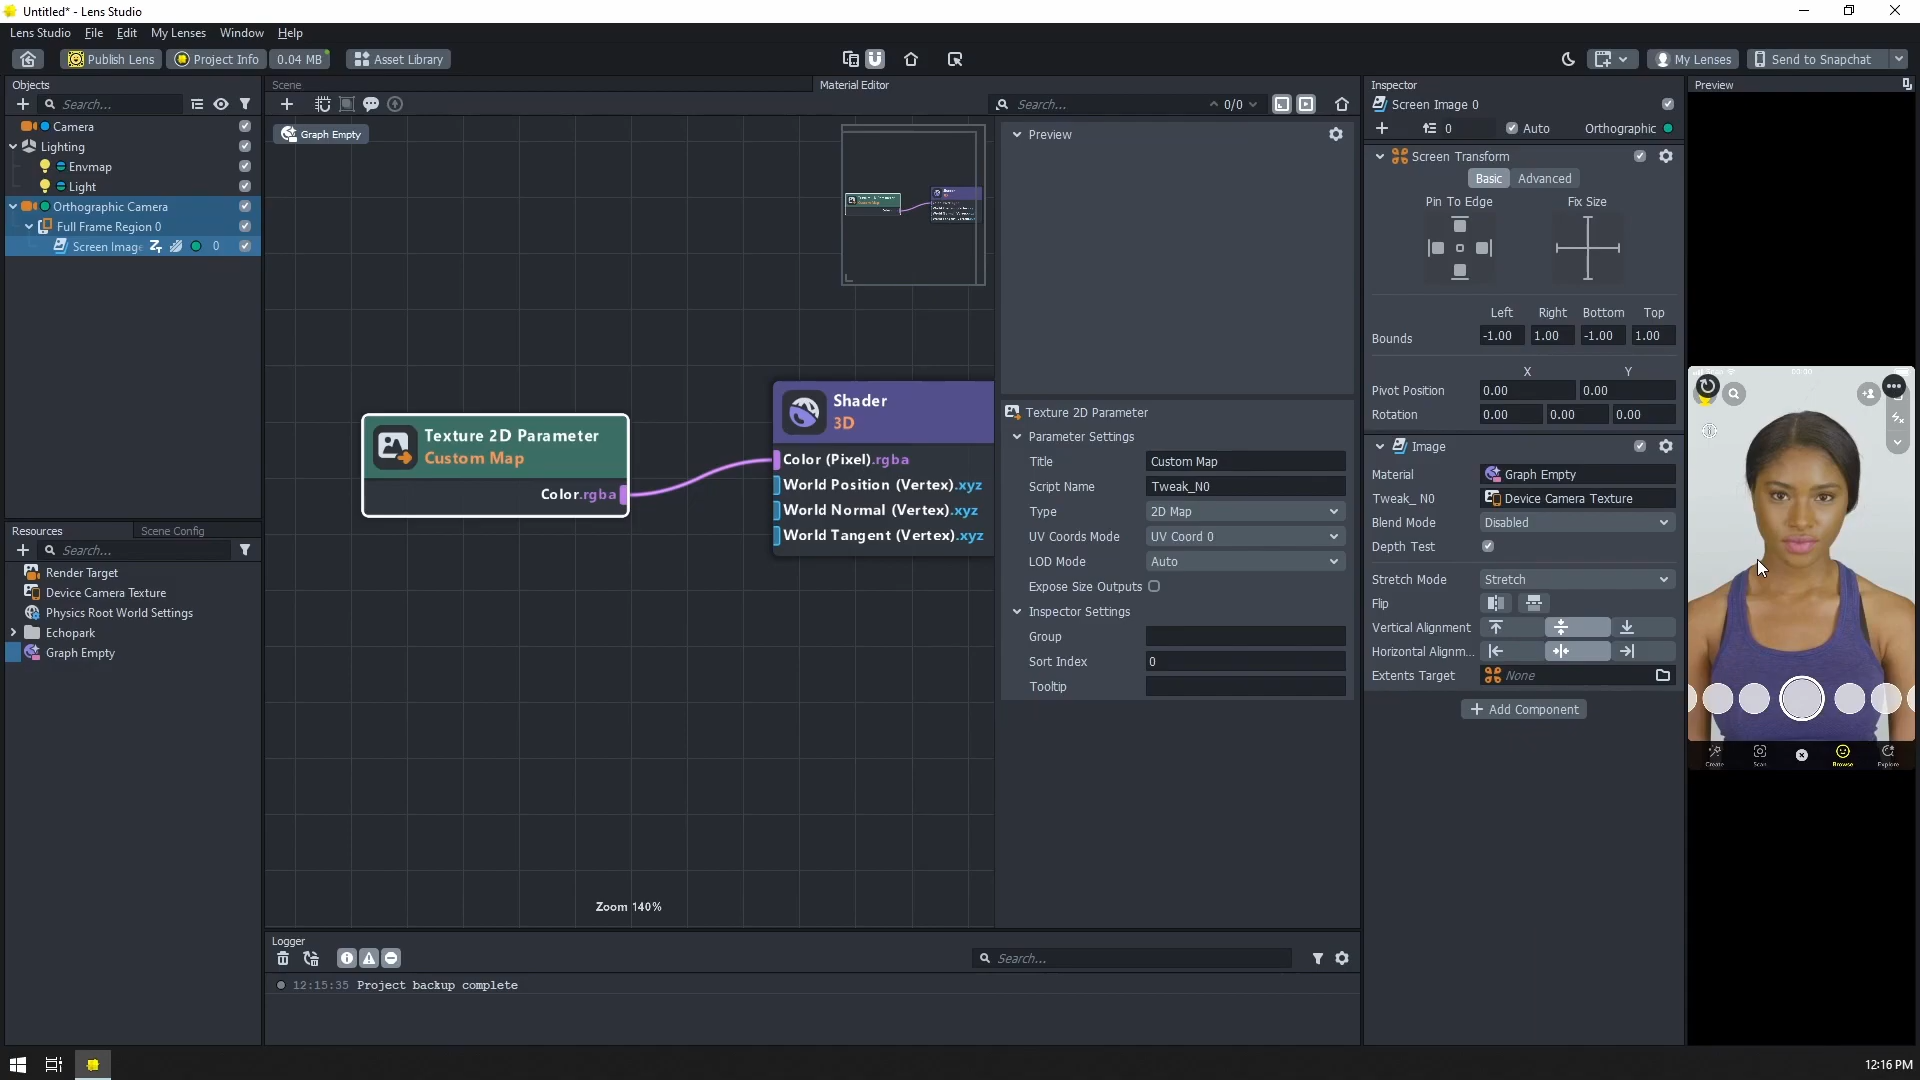 Untitled* - Lens Studio
Lens Studio File Edit My Lenses Window Help
Publish Lens Project Info 0.04 MB Asset Library My Lenses Send to Snapchat
Objects
Search...
Camera
Lighting
Envmap
Light
Orthographic Camera
Full Frame Region 0
Screen Imag 0
Resources Scene Config
Search...
Render Target
Device Camera Texture
Physics Root World Settings
Echopark
Graph Empty
Scene Material Editor
Search... 0/0
Graph Empty
Texture 2D Parameter
Custom Map
Color.rgba
Shader
3D
Color (Pixel).rgba
World Position (Vertex).xyz
World Normal (Vertex).xyz
World Tangent (Vertex).xyz
Zoom 140%
Preview
Texture 2D Parameter
Parameter Settings
Title Custom Map
Script Name Tweak_N0
Type 2D Map
UV Coords Mode UV Coord 0
LOD Mode Auto
Expose Size Outputs
Inspector Settings
Group
Sort Index 0
Tooltip
Logger
Search...
12:15:35 Project backup complete
Inspector
Screen Image 0
0 Auto Orthographic
Screen Transform
Basic Advanced
Pin To Edge Fix Size
Left Right Bottom Top
Bounds -1.00 1.00 -1.00 1.00
X Y
Pivot Position 0.00 0.00
Rotation 0.00 0.00 0.00
Image
Material Graph Empty
Tweak_N0 Device Camera Texture
Blend Mode Disabled
Depth Test
Stretch Mode Stretch
Flip
Vertical Alignment
Horizontal Alignm...
Extents Target None
Add Component
Preview
Create Scan Browse Explore
12:16 PM